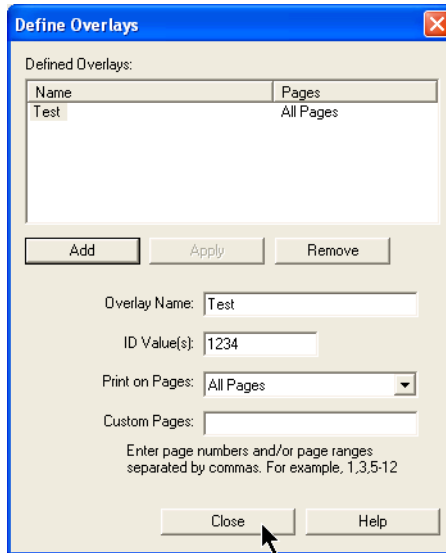 Define Overlays
Defined Overlays:
Name Pages
Test All Pages
Add Apply Remove
Overlay Name: Test
ID Value(s): 1234
Print on Pages: All Pages
Custom Pages:
Enter page numbers and/or page ranges
separated by commas. For example, 1,3,5-12
Close Help